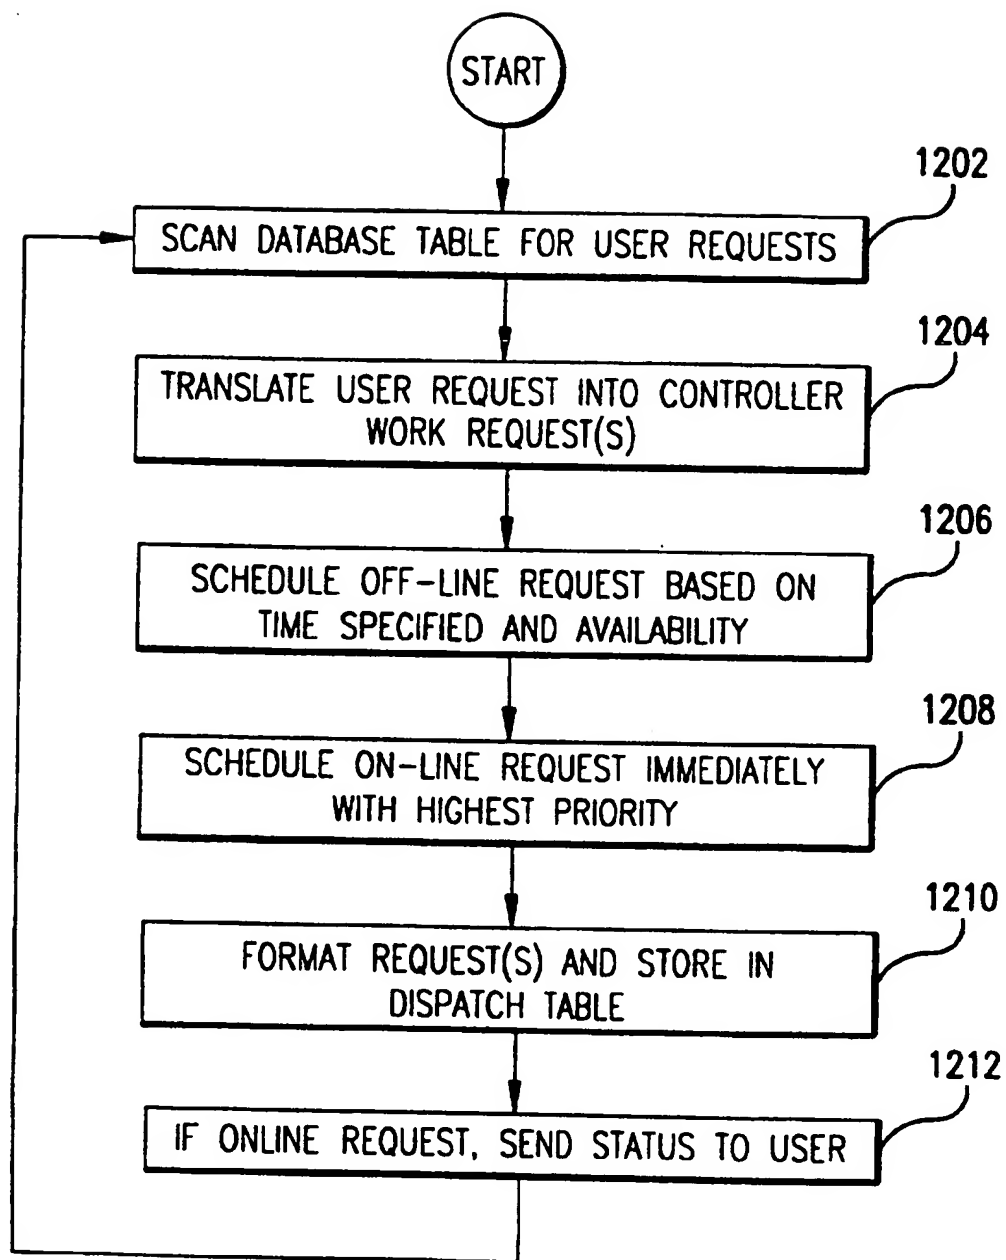 START
1202
SCAN DATABASE TABLE FOR USER REQUESTS
1204
TRANSLATE USER REQUEST INTO CONTROLLER
WORK REQUEST(S)
1206
SCHEDULE OFF-LINE REQUEST BASED ON
TIME SPECIFIED AND AVAILABILITY
1208
SCHEDULE ON-LINE REQUEST IMMEDIATELY
WITH HIGHEST PRIORITY
1210
FORMAT REQUEST(S) AND STORE IN
DISPATCH TABLE
1212
IF ONLINE REQUEST, SEND STATUS TO USER